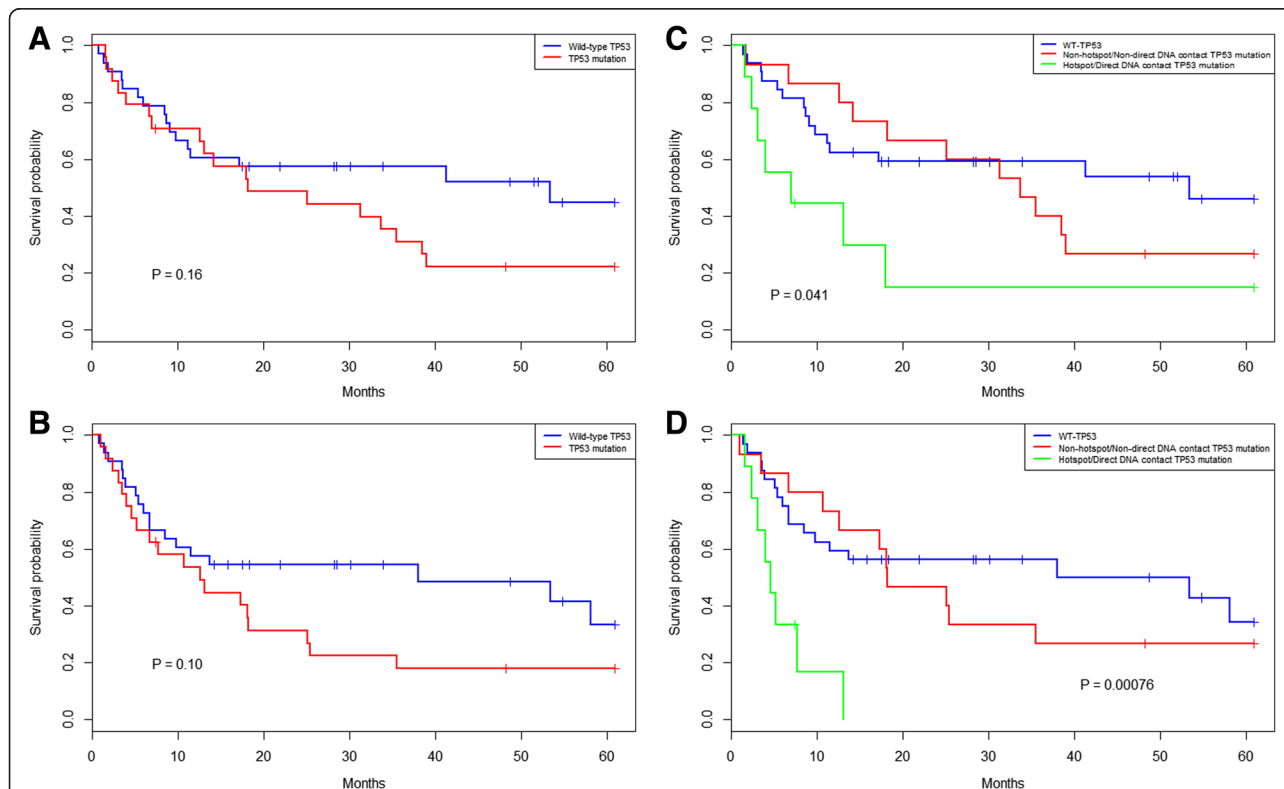 A
Survival probability
1.0
0.8
0.6
0.4
0.2
0.0
Wild-type TP53
TP53 mutation
P = 0.16
0 10 20 30 40 50 60
Months
C
Survival probability
1.0
0.8
0.6
0.4
0.2
0.0
WT-TP53
Non-hotspot/Non-direct DNA contact TP53 mutation
Hotspot/Direct DNA contact TP53 mutation
P = 0.041
0 10 20 30 40 50 60
Months
B
Survival probability
1.0
0.8
0.6
0.4
0.2
0.0
Wild-type TP53
TP53 mutation
P = 0.10
0 10 20 30 40 50 60
Months
D
Survival probability
1.0
0.8
0.6
0.4
0.2
0.0
WT-TP53
Non-hotspot/Non-direct DNA contact TP53 mutation
Hotspot/Direct DNA contact TP53 mutation
P = 0.00076
0 10 20 30 40 50 60
Months